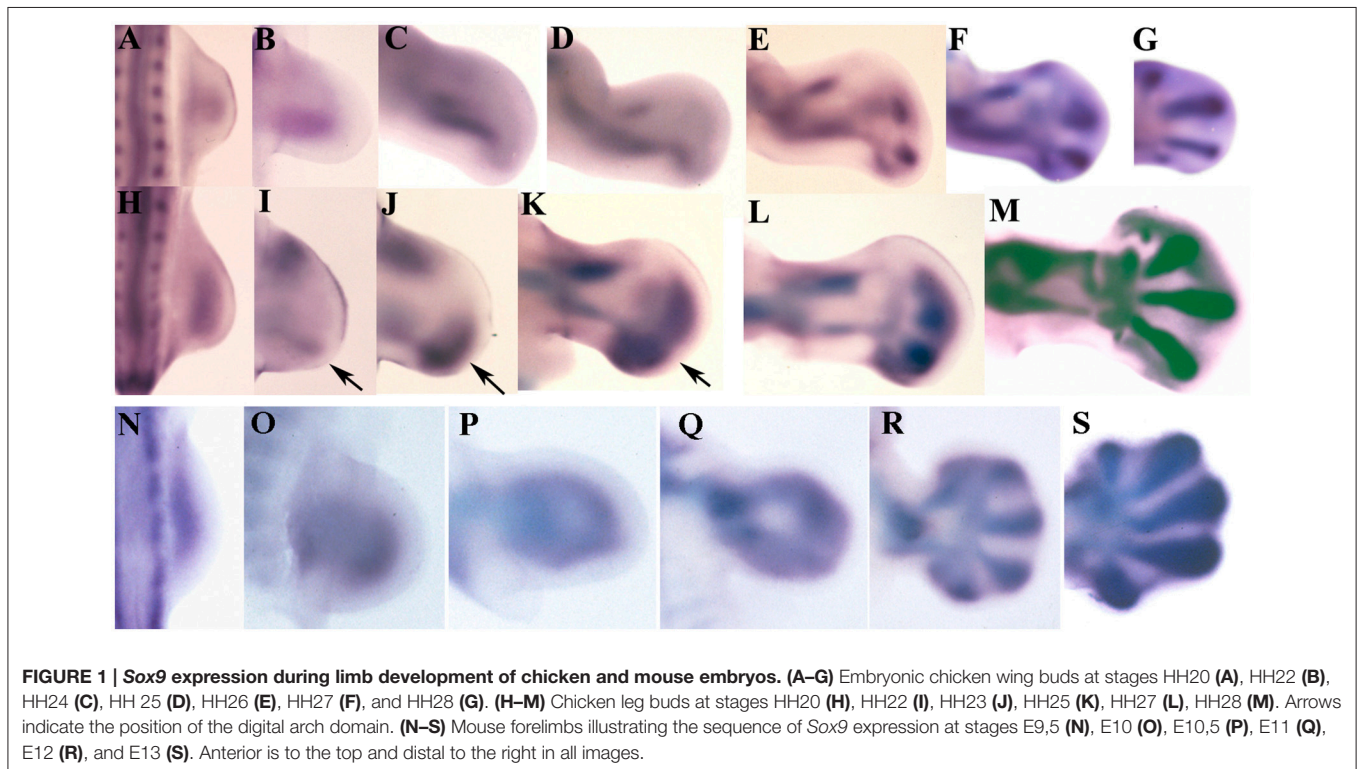 A B C D E F G
H I J K L M
N O P Q R S
FIGURE 1 | Sox9 expression during limb development of chicken and mouse embryos. (A–G) Embryonic chicken wing buds at stages HH20 (A), HH22 (B),
HH24 (C), HH 25 (D), HH26 (E), HH27 (F), and HH28 (G). (H–M) Chicken leg buds at stages HH20 (H), HH22 (I), HH23 (J), HH25 (K), HH27 (L), HH28 (M). Arrows
indicate the position of the digital arch domain. (N–S) Mouse forelimbs illustrating the sequence of Sox9 expression at stages E9,5 (N), E10 (O), E10,5 (P), E11 (Q),
E12 (R), and E13 (S). Anterior is to the top and distal to the right in all images.